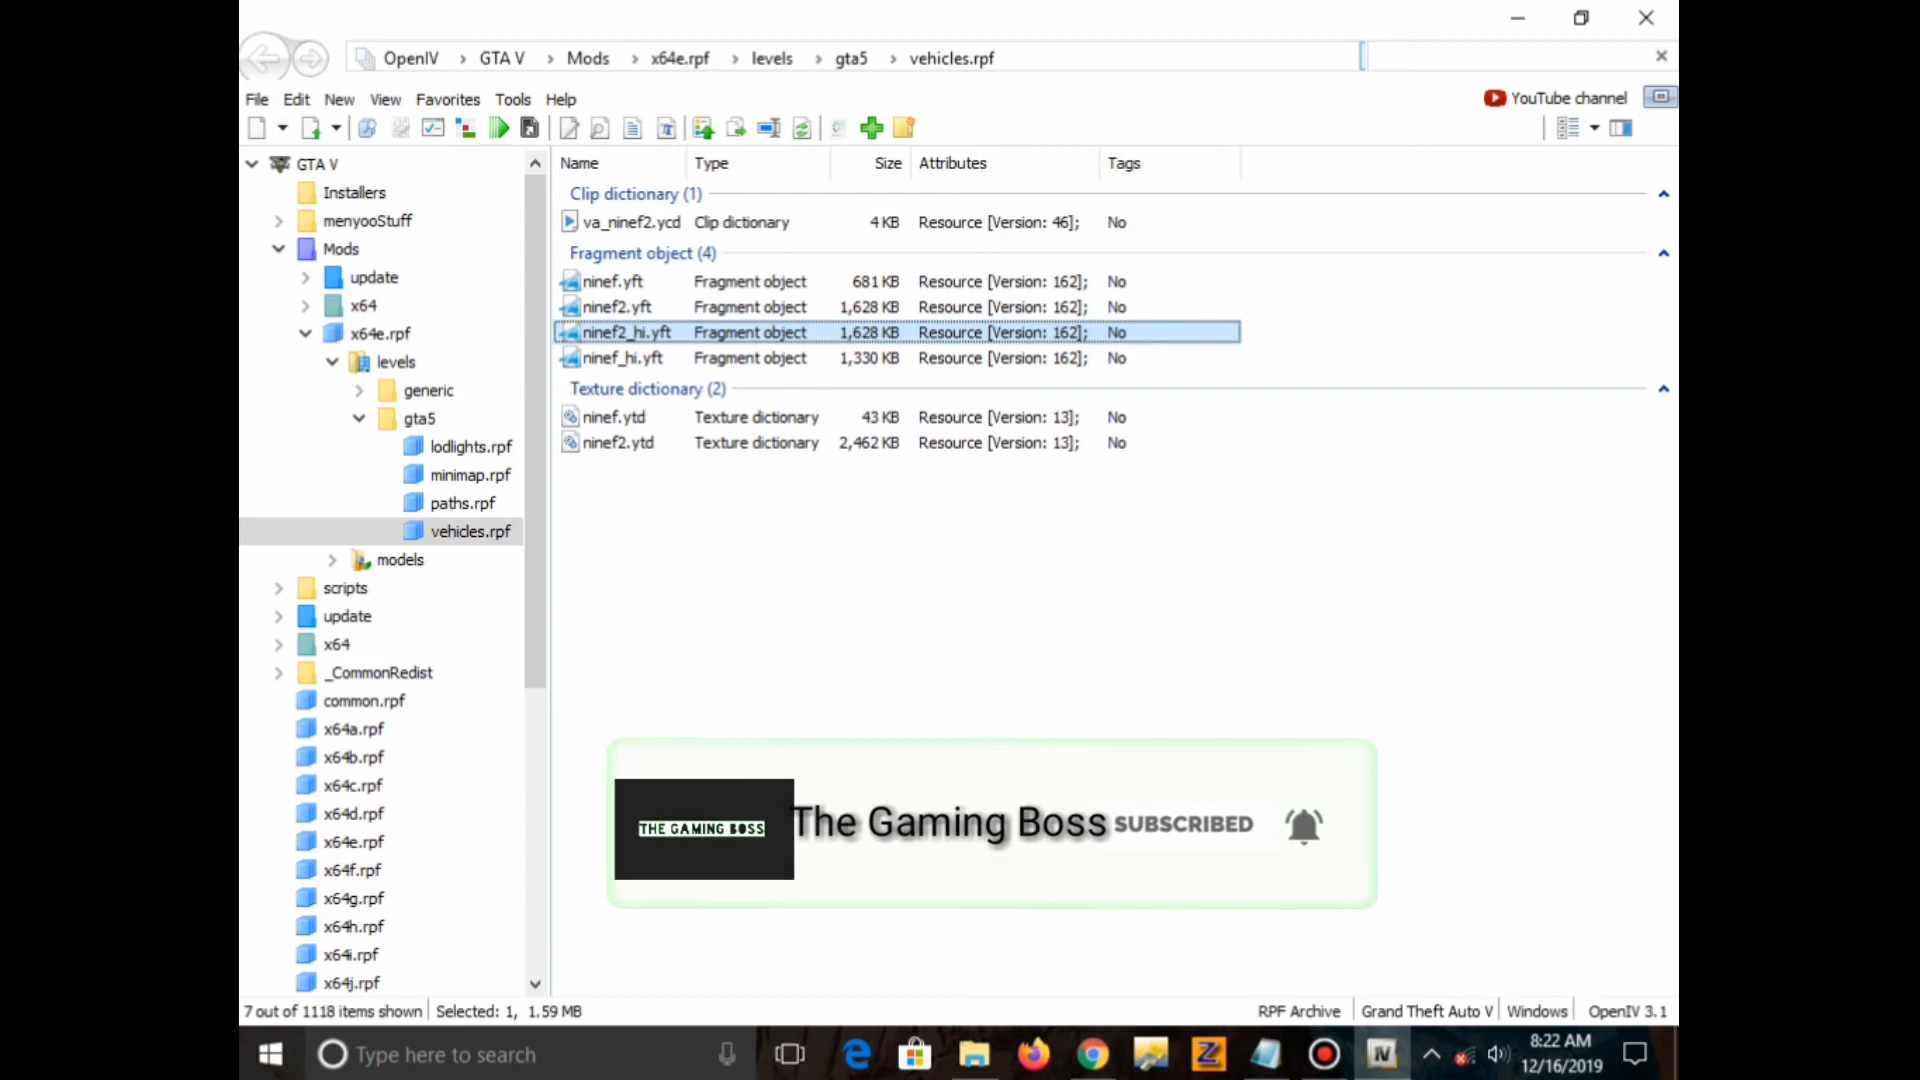 OpenIV GTA V Mods x64e.rpf levels gta5 vehicles.rpf
File Edit New View Favorites Tools Help
YouTube channel
GTA V
Installers
menyooStuff
Mods
update
x64
x64e.rpf
levels
generic
gta5
lodlights.rpf
minimap.rpf
paths.rpf
vehicles.rpf
models
scripts
update
x64
_CommonRedist
common.rpf
x64a.rpf
x64b.rpf
x64c.rpf
x64d.rpf
x64e.rpf
x64f.rpf
x64g.rpf
x64h.rpf
x64i.rpf
x64j.rpf
Name Type Size Attributes Tags
Clip dictionary (1)
va_ninef2.ycd Clip dictionary 4 KB Resource [Version: 46]; No
Fragment object (4)
ninef.yft Fragment object 681 KB Resource [Version: 162]; No
ninef2.yft Fragment object 1,628 KB Resource [Version: 162]; No
ninef2_hi.yft Fragment object 1,628 KB Resource [Version: 162]; No
ninef_hi.yft Fragment object 1,330 KB Resource [Version: 162]; No
Texture dictionary (2)
ninef.ytd Texture dictionary 43 KB Resource [Version: 13]; No
ninef2.ytd Texture dictionary 2,462 KB Resource [Version: 13]; No
THE GAMING BOSS
The Gaming Boss SUBSCRIBED
7 out of 1118 items shown Selected: 1, 1.59 MB
RPF Archive Grand Theft Auto V Windows OpenIV 3.1
Type here to search
IV
8:22 AM
12/16/2019